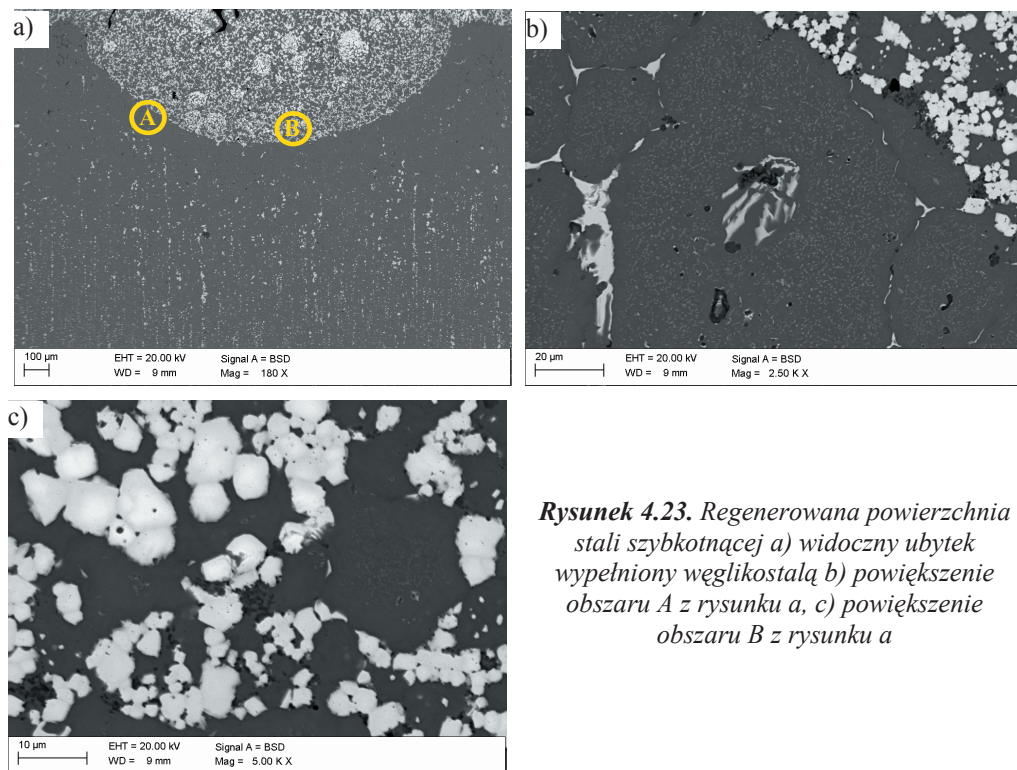 a)
A
B
100 µm
EHT = 20.00 kV
Signal A = BSD
WD = 9 mm
Mag = 180 X
b)
20 µm
EHT = 20.00 kV
Signal A = BSD
WD = 9 mm
Mag = 2.50 K X
c)
10 µm
EHT = 20.00 kV
Signal A = BSD
WD = 9 mm
Mag = 5.00 K X
Rysunek 4.23. Regenerowana powierzchnia
stali szybkotnącej a) widoczny ubytek
wypełniony węglikostalą b) powiększenie
obszaru A z rysunku a, c) powiększenie
obszaru B z rysunku a